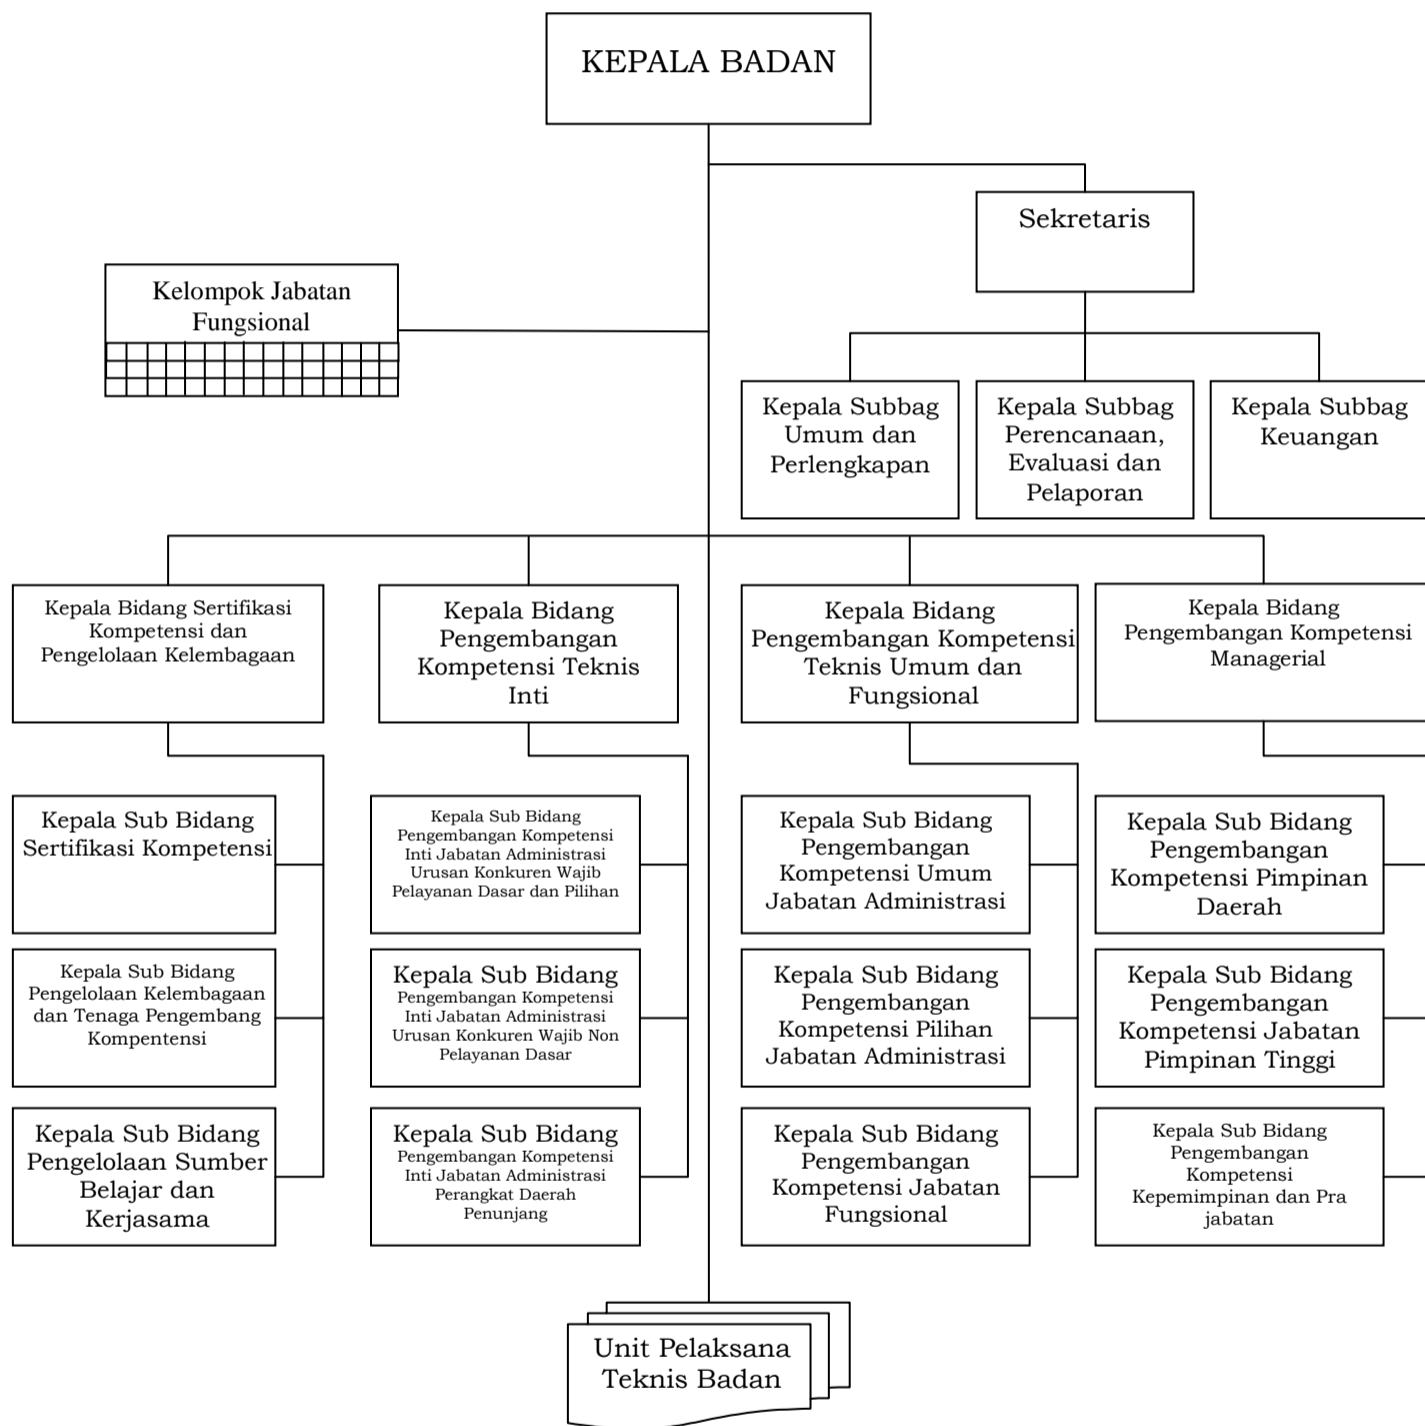 KEPALA BADAN
Sekretaris
Kelompok Jabatan
Fungsional
Kepala Subbag
Umum dan
Perlengkapan
Kepala Subbag
Perencanaan,
Evaluasi dan
Pelaporan
Kepala Subbag
Keuangan
Kepala Bidang Sertifikasi
Kompetensi dan
Pengelolaan Kelembagaan
Kepala Bidang
Pengembangan
Kompetensi Teknis
Inti
Kepala Bidang
Pengembangan Kompetensi
Teknis Umum dan
Fungsional
Kepala Bidang
Pengembangan Kompetensi
Managerial
Kepala Sub Bidang
Sertifikasi Kompetensi
Kepala Sub Bidang
Pengembangan Kompetensi
Inti Jabatan Administrasi
Urusan Konkuren Wajib
Pelayanan Dasar dan Pilihan
Kepala Sub Bidang
Pengembangan
Kompetensi Umum
Jabatan Administrasi
Kepala Sub Bidang
Pengembangan
Kompetensi Pimpinan
Daerah
Kepala Sub Bidang
Pengelolaan Kelembagaan
dan Tenaga Pengembang
Kompentensi
Kepala Sub Bidang
Pengembangan Kompetensi
Inti Jabatan Administrasi
Urusan Konkuren Wajib Non
Pelayanan Dasar
Kepala Sub Bidang
Pengembangan
Kompetensi Pilihan
Jabatan Administrasi
Kepala Sub Bidang
Pengembangan
Kompetensi Jabatan
Pimpinan Tinggi
Kepala Sub Bidang
Pengelolaan Sumber
Belajar dan
Kerjasama
Kepala Sub Bidang
Pengembangan Kompetensi
Inti Jabatan Administrasi
Perangkat Daerah
Penunjang
Kepala Sub Bidang
Pengembangan
Kompetensi Jabatan
Fungsional
Kepala Sub Bidang
Pengembangan
Kompetensi
Kepemimpinan dan Pra
jabatan
Unit Pelaksana
Teknis Badan